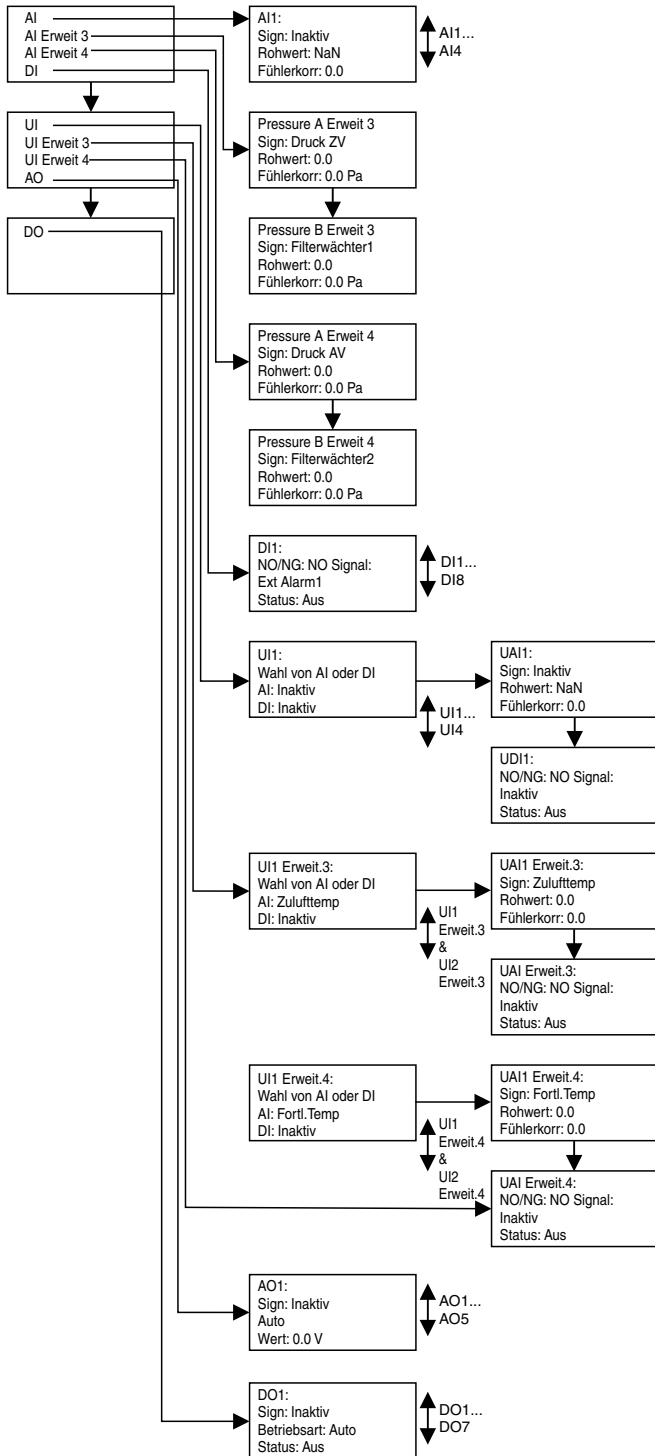 AI
AI Erweit 3
AI Erweit 4
DI
UI
UI Erweit 3
UI Erweit 4
AO
DO
AI1:
Sign: Inaktiv
Rohwert: NaN
Fühlerkorr: 0.0
AI1...
AI4
Pressure A Erweit 3
Sign: Druck ZV
Rohwert: 0.0
Fühlerkorr: 0.0 Pa
Pressure B Erweit 3
Sign: Filterwächter1
Rohwert: 0.0
Fühlerkorr: 0.0 Pa
Pressure A Erweit 4
Sign: Druck AV
Rohwert: 0.0
Fühlerkorr: 0.0 Pa
Pressure B Erweit 4
Sign: Filterwächter2
Rohwert: 0.0
Fühlerkorr: 0.0 Pa
DI1:
NO/NG: NO Signal:
Ext Alarm1
Status: Aus
DI1...
DI8
UI1:
Wahl von AI oder DI
AI: Inaktiv
DI: Inaktiv
UI1...
UI4
UAI1:
Sign: Inaktiv
Rohwert: NaN
Fühlerkorr: 0.0
UDI1:
NO/NG: NO Signal:
Inaktiv
Status: Aus
UI1 Erweit.3:
Wahl von AI oder DI
AI: Zulufttemp
DI: Inaktiv
UI1
Erweit.3
&
UI2
Erweit.3
UAI1 Erweit.3:
Sign: Zulufttemp
Rohwert: 0.0
Fühlerkorr: 0.0
UAI Erweit.3:
NO/NG: NO Signal:
Inaktiv
Status: Aus
UI1 Erweit.4:
Wahl von AI oder DI
AI: Fortl.Temp
DI: Inaktiv
UI1
Erweit.4
&
UI2
Erweit.4
UAI1 Erweit.4:
Sign: Fortl.Temp
Rohwert: 0.0
Fühlerkorr: 0.0
UAI Erweit.4:
NO/NG: NO Signal:
Inaktiv
Status: Aus
AO1:
Sign: Inaktiv
Auto
Wert: 0.0 V
AO1...
AO5
DO1:
Sign: Inaktiv
Betriebsart: Auto
Status: Aus
DO1...
DO7